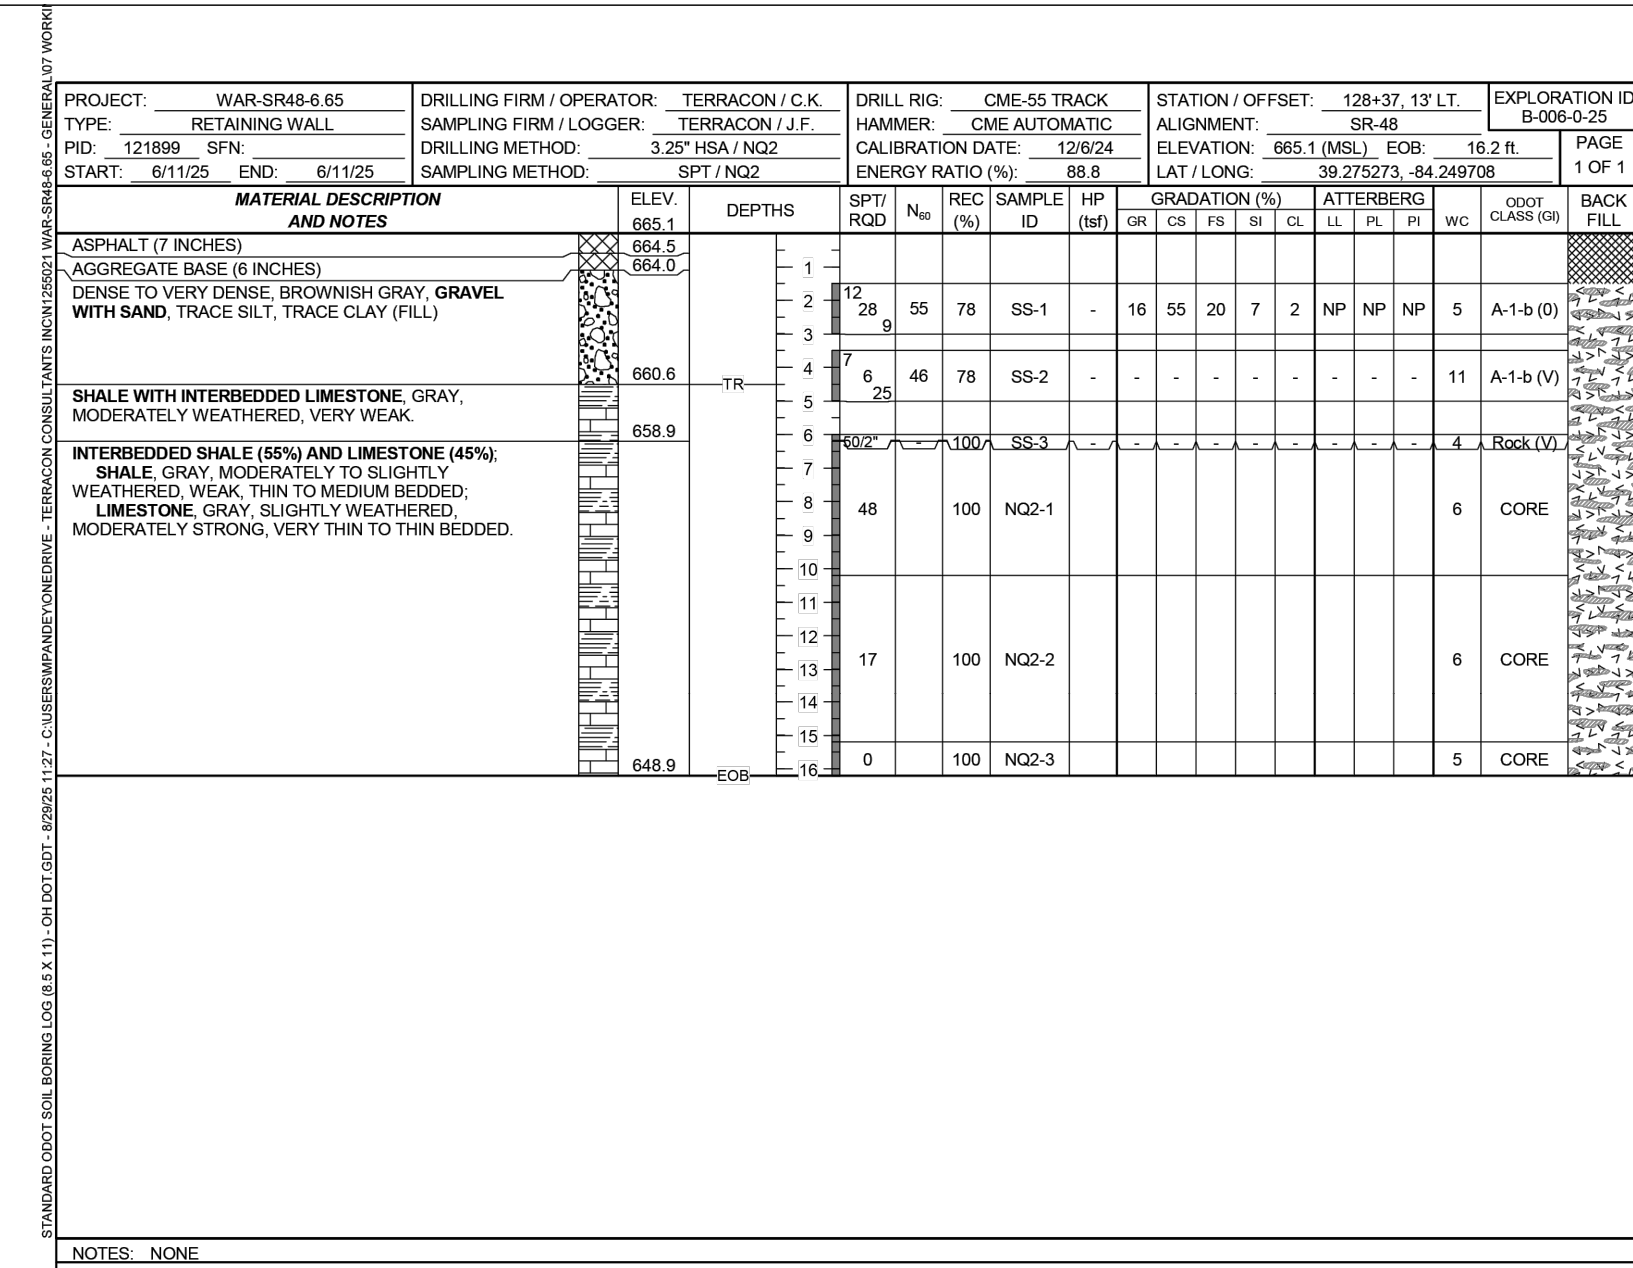 STANDARD ODOT SOIL BORING LOG (8.5 X 11) - OH DOT.GDT - 8/29/25 11:27 - C:\USERS\MPANDEY\ONEDRIVE - TERRACON CONSULTANTS INC\N1255021 WAR-SR48-6.65 - GENERAL\07
PROJECT: WAR-SR48-6.65 DRILLING FIRM / OPERATOR: TERRACON / C.K. DRILL RIG: CME-55 TRACK STATION / OFFSET: 128+37, 13' LT. EXPLORATION ID
TYPE: RETAINING WALL SAMPLING FIRM / LOGGER: TERRACON / J.F. HAMMER: CME AUTOMATIC ALIGNMENT: SR-48 B-006-0-25
PID: 121899 SFN: DRILLING METHOD: 3.25" HSA / NQ2 CALIBRATION DATE: 12/6/24 ELEVATION: 665.1 (MSL) EOB: 16.2 ft. PAGE
START: 6/11/25 END: 6/11/25 SAMPLING METHOD: SPT / NQ2 ENERGY RATIO (%): 88.8 LAT / LONG: 39.275273, -84.249708 1 OF 1
MATERIAL DESCRIPTION ELEV. DEPTHS SPT/ N60 REC SAMPLE HP GRADATION (%) ATTERBERG ODOT BACK
AND NOTES 665.1 RQD (%) ID (tsf) GR CS FS SI CL LL PL PI WC CLASS (GI) FILL
ASPHALT (7 INCHES) 664.5
AGGREGATE BASE (6 INCHES) 664.0 1
DENSE TO VERY DENSE, BROWNISH GRAY, GRAVEL 12
WITH SAND, TRACE SILT, TRACE CLAY (FILL) 2 28 55 78 SS-1 - 16 55 20 7 2 NP NP NP 5 A-1-b (0)
9
3
7
4
660.6 6 46 78 SS-2 - - - - - - - - - 11 A-1-b (V)
TR 25
SHALE WITH INTERBEDDED LIMESTONE, GRAY, 5
MODERATELY WEATHERED, VERY WEAK.
658.9 6 50/2" - 100 SS-3 - - - - - - - - - 4 Rock (V)
INTERBEDDED SHALE (55%) AND LIMESTONE (45%);
SHALE, GRAY, MODERATELY TO SLIGHTLY 7
WEATHERED, WEAK, THIN TO MEDIUM BEDDED;
LIMESTONE, GRAY, SLIGHTLY WEATHERED, 8 48 100 NQ2-1 6 CORE
MODERATELY STRONG, VERY THIN TO THIN BEDDED. 9
10
11
12
17 100 NQ2-2 6 CORE
13
14
15
0 100 NQ2-3 5 CORE
648.9 16
EOB
NOTES: NONE